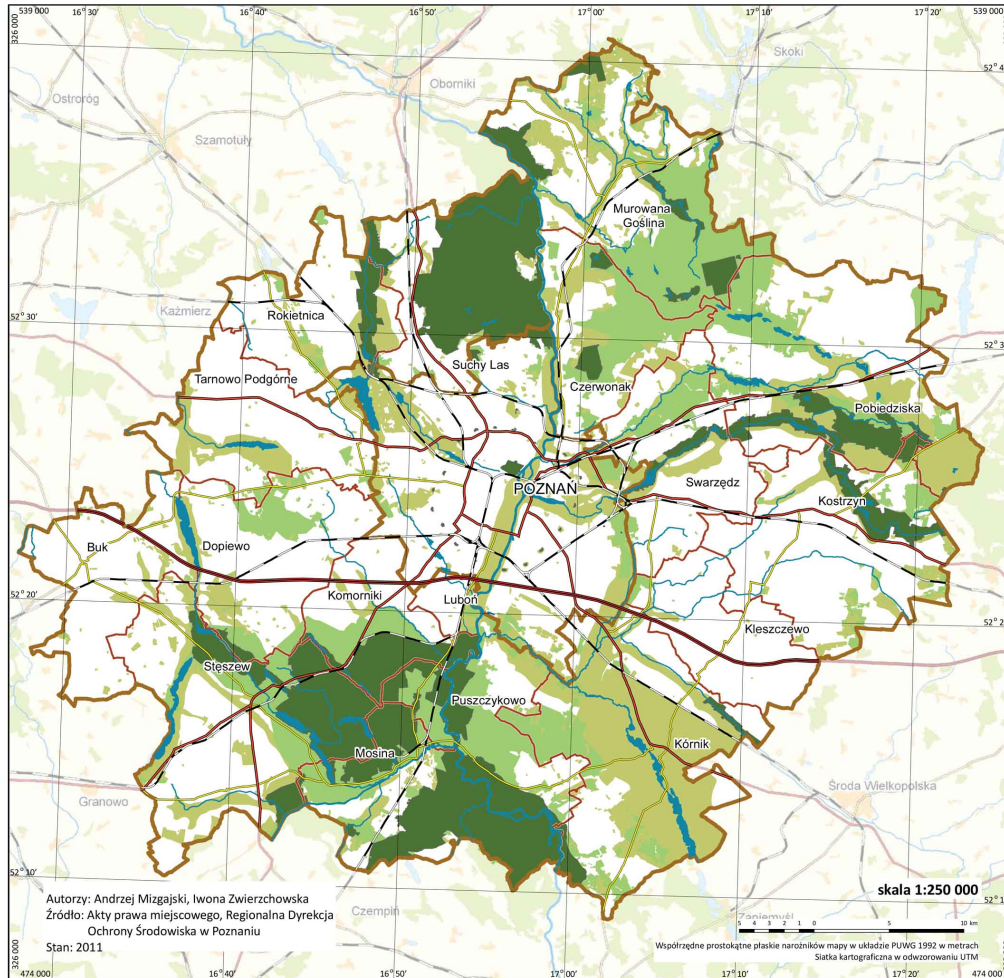 539 000
16° 30'
16° 40'
16° 50'
17° 00'
17° 10'
17° 20'
539 000
326 000
Skoki
52° 4
Oborniki
Ostroróg
Szamotuły
Murowana
Goślina
Kaźmierz
52° 30'
Rokietnica
52° 3
Suchy Las
Tarnowo Podgórne
Czerwonak
Pobiedziska
POZNAŃ
Swarzędz
Kostrzyn
Buk
Dopiewo
52° 20'
Komorniki
Luboń
52° 2
Kleszczewo
Stęszew
Puszczykowo
Kórnik
Mosina
Granowo
Środa Wielkopolska
52° 10'
skala 1:250 000
52° 1
Autorzy: Andrzej Mizgajski, Iwona Zwierzchowska
Źródło: Akty prawa miejscowego, Regionalna Dyrekcja
Ochrony Środowiska w Poznaniu
Stan: 2011
Czempiń
Zaniemyśl
5 4 3 2 1 0 5 10 km
Współrzędne prostokątne płaskie narożników mapy w układzie PUWG 1992 w metrach
Siatka kartograficzna w odwzorowaniu UTM
326 000
474 000
16° 40'
16° 50'
17° 00'
17° 10'
474 000